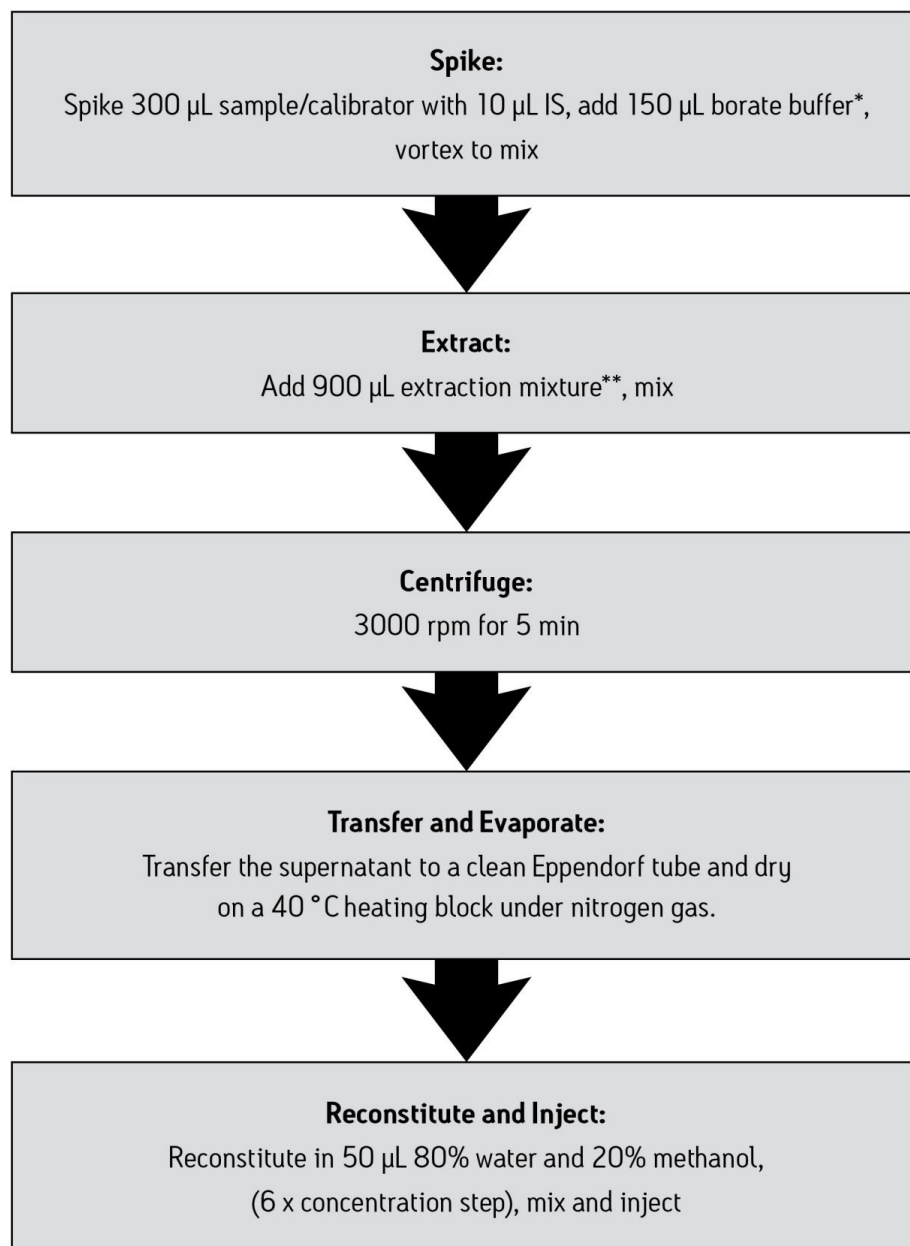 Spike:
Spike 300 µL sample/calibrator with 10 µL IS, add 150 µL borate buffer*,
vortex to mix
Extract:
Add 900 µL extraction mixture**, mix
Centrifuge:
3000 rpm for 5 min
Transfer and Evaporate:
Transfer the supernatant to a clean Eppendorf tube and dry
on a 40 °C heating block under nitrogen gas.
Reconstitute and Inject:
Reconstitute in 50 µL 80% water and 20% methanol,
(6 x concentration step), mix and inject